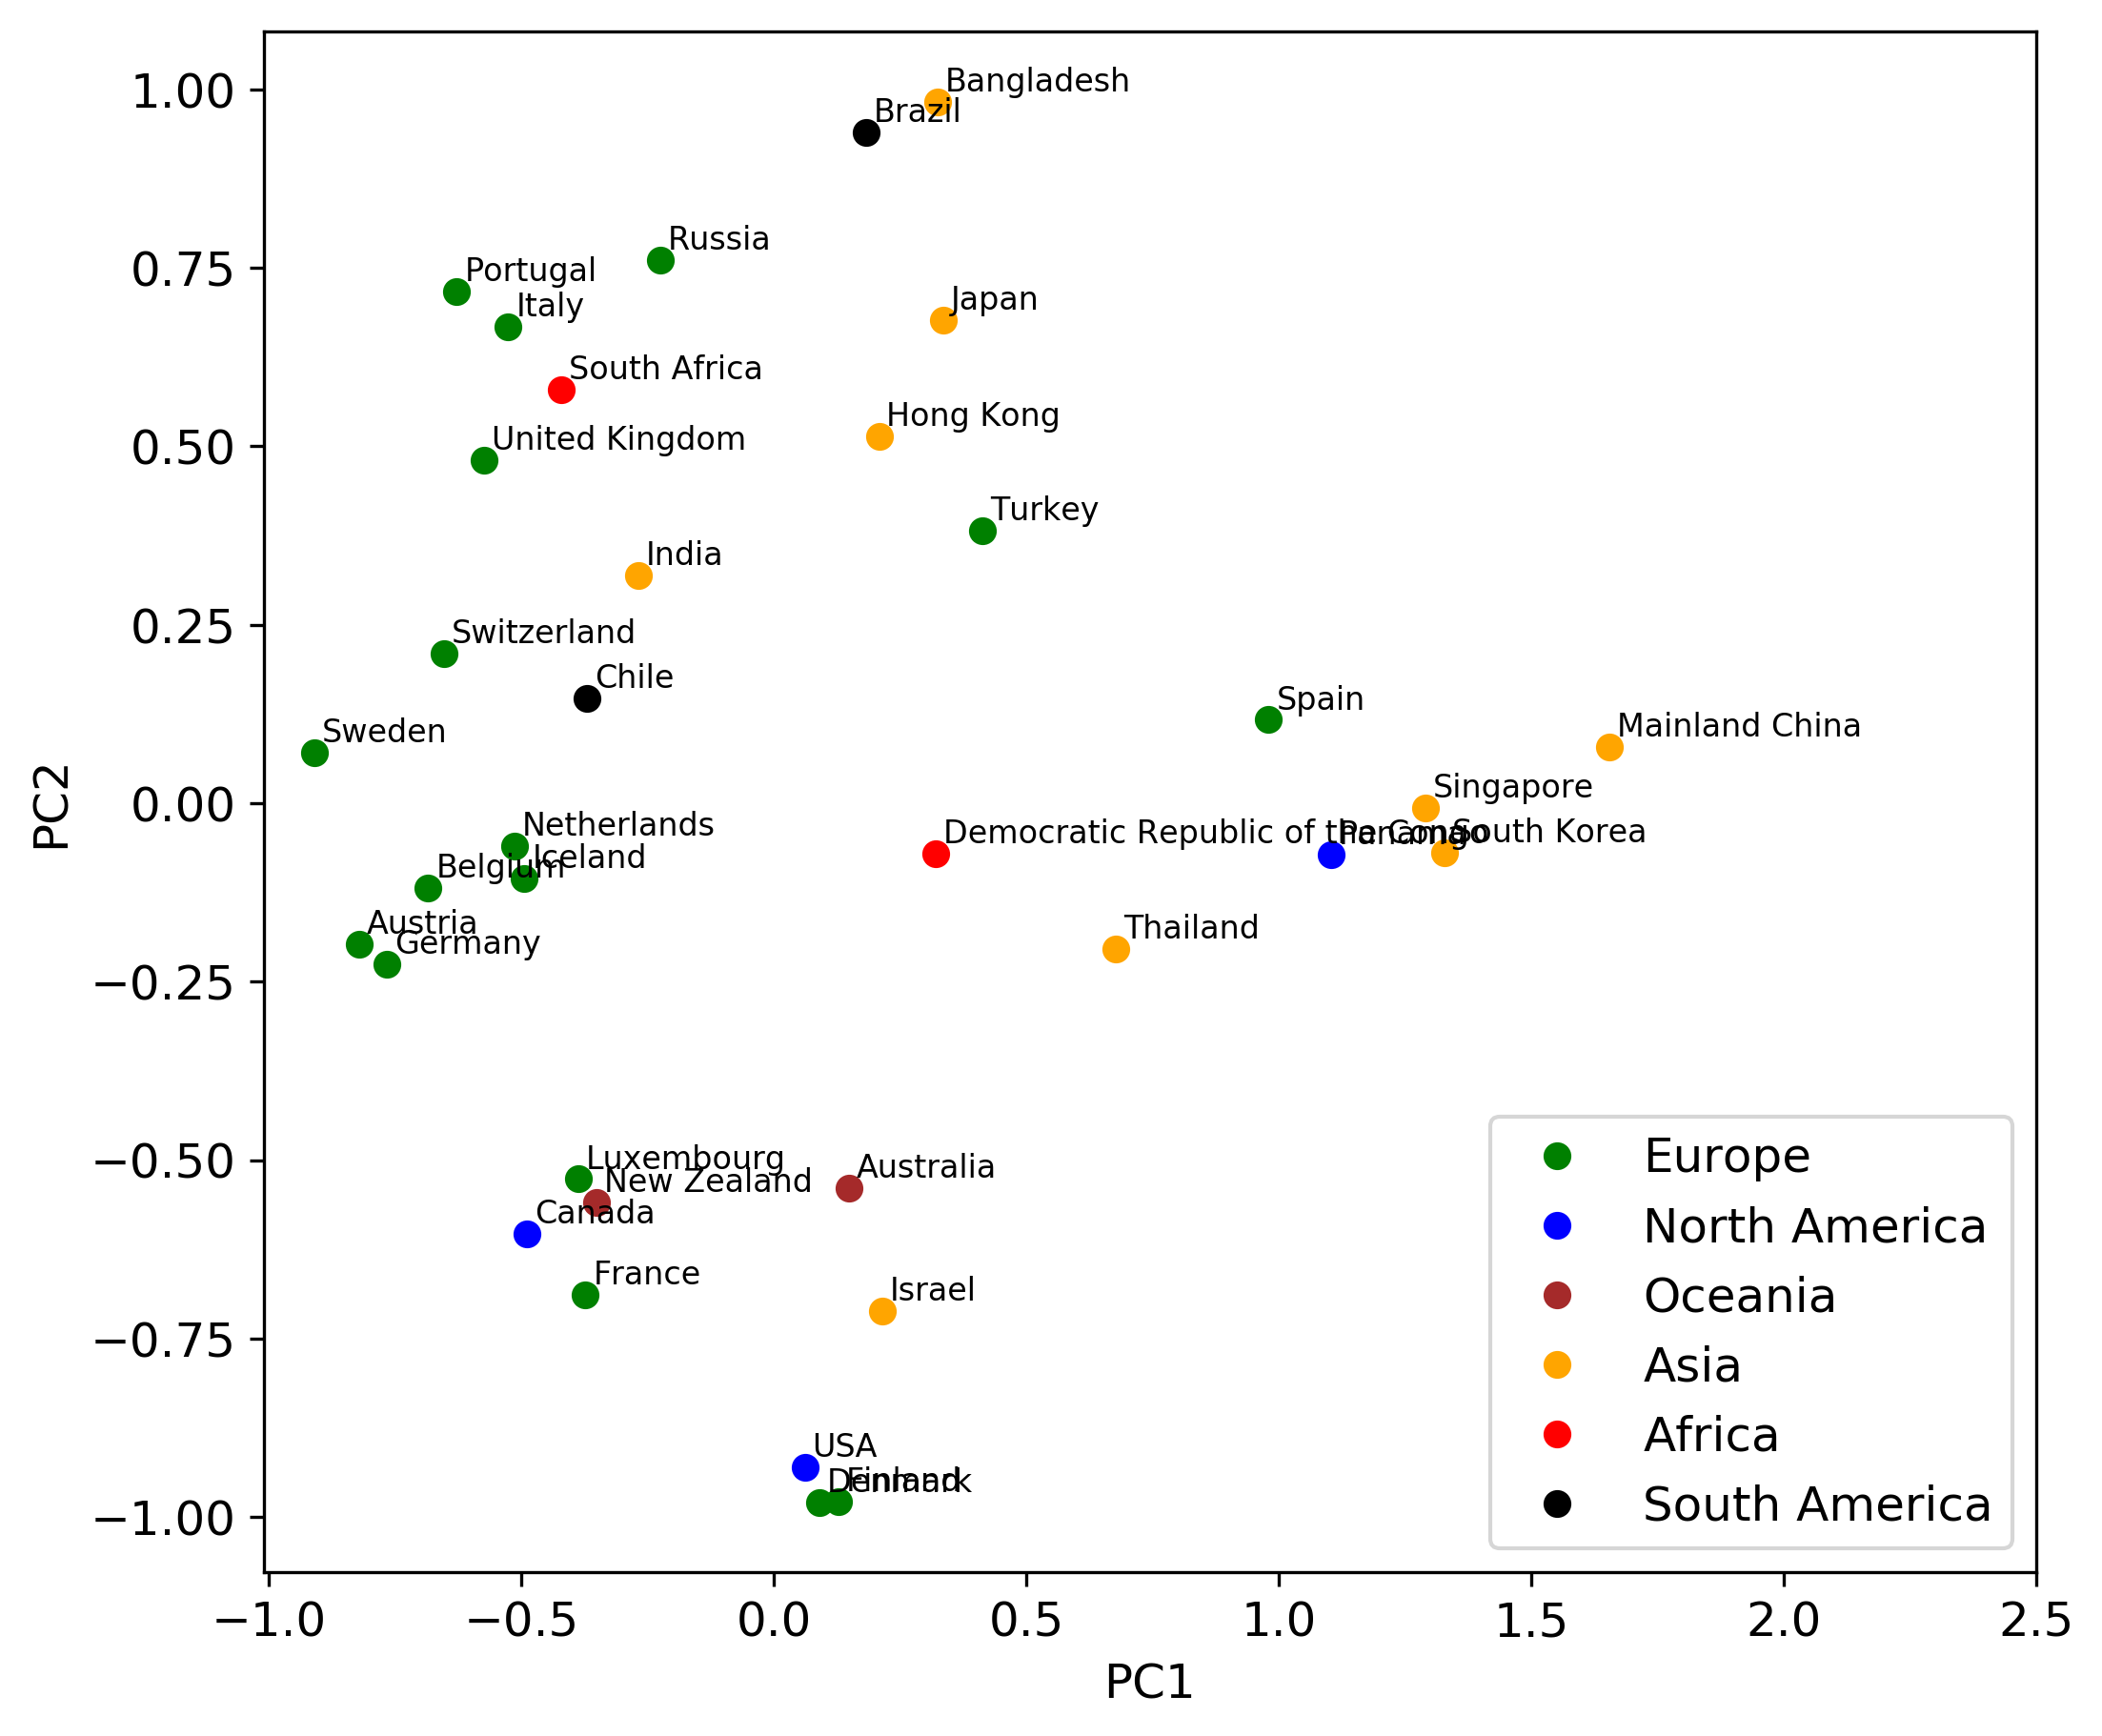 1.00
0.75
0.50
0.25
0.00
−0.25
−0.50
−0.75
−1.00
PC2
−1.0
−0.5
0.0
0.5
1.0
1.5
2.0
2.5
PC1
Bangladesh
Brazil
Russia
Portugal
Italy
Japan
South Africa
Hong Kong
United Kingdom
Turkey
India
Switzerland
Chile
Spain
Sweden
Mainland China
Singapore
Netherlands
Democratic Republic of the Congo
Panama
South Korea
Iceland
Belgium
Austria
Thailand
Germany
Luxembourg
Australia
New Zealand
Canada
France
Israel
USA
Denmark
Finland
Europe
North America
Oceania
Asia
Africa
South America